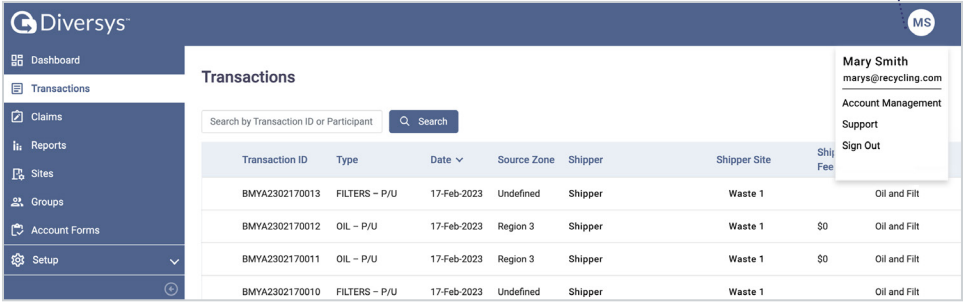 Diversys™
MS
Dashboard
Transactions
Claims
Reports
Sites
Groups
Account Forms
Setup
Transactions
Search by Transaction ID or Participant
Search
Mary Smith
marys@recycling.com
Account Management
Support
Sign Out
Transaction ID Type Date Source Zone Shipper Shipper Site
Fee
BMYA2302170013 FILTERS – P/U 17-Feb-2023 Undefined Shipper Waste 1 Oil and Filt
BMYA2302170012 OIL – P/U 17-Feb-2023 Region 3 Shipper Waste 1 $0 Oil and Filt
BMYA2302170011 OIL – P/U 17-Feb-2023 Region 3 Shipper Waste 1 $0 Oil and Filt
BMYA2302170010 FILTERS – P/U 17-Feb-2023 Undefined Shipper Waste 1 Oil and Filt